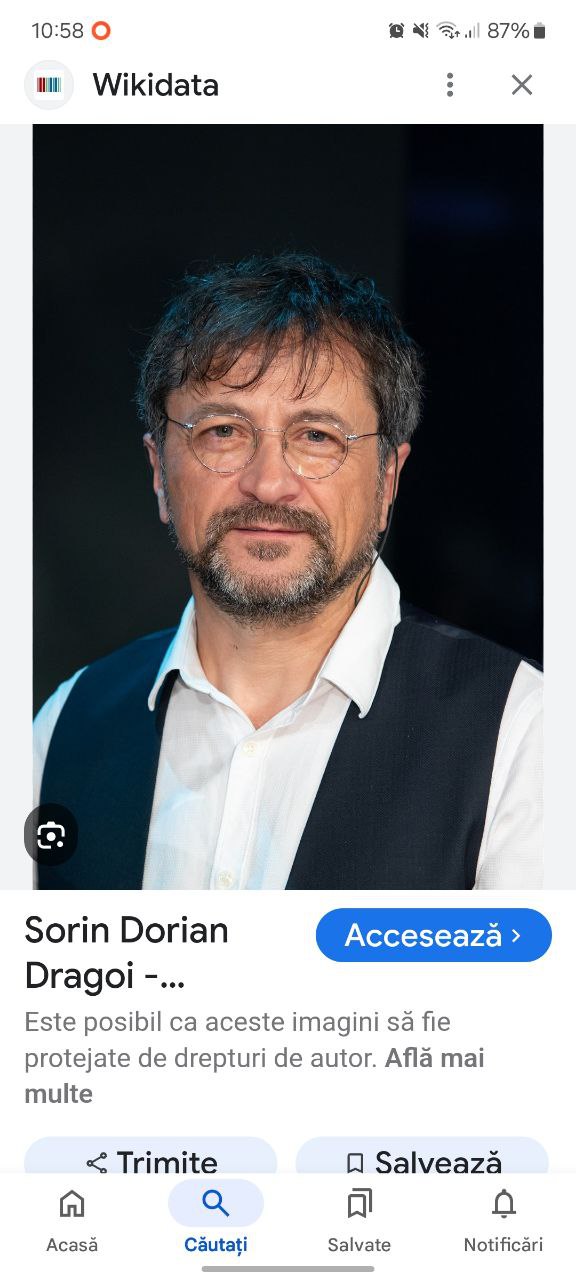 10:58
87%
Wikidata
Sorin Dorian
Dragoi -...
Accesează
Este posibil ca aceste imagini să fie
protejate de drepturi de autor. Află mai
multe
Trimite
Salvează
Acasă
Căutați
Salvate
Notificări